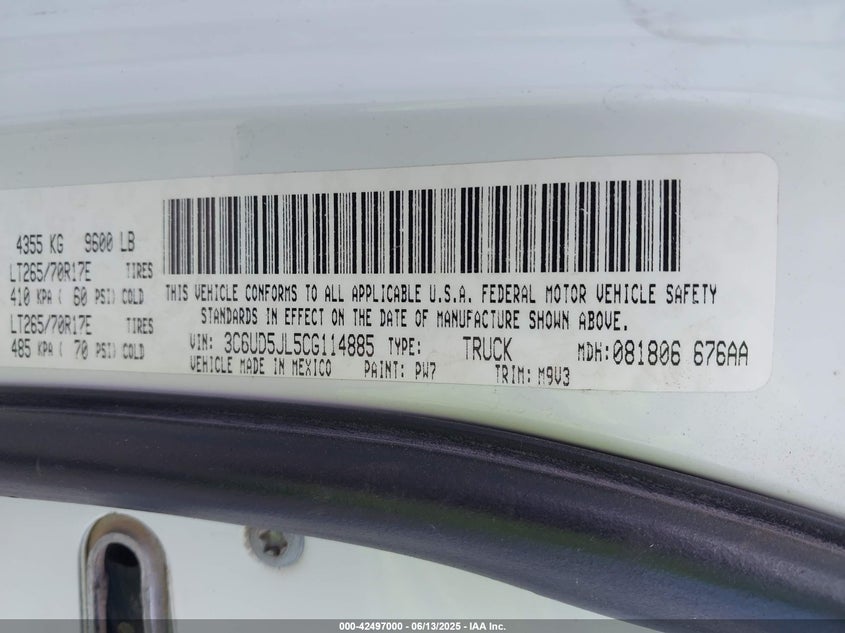 4355 KG 9600 LB
LT265/70R17E TIRES
410 KPA ( 60 PSI) COLD
LT265/70R17E TIRES
485 KPA ( 70 PSI) COLD
THIS VEHICLE CONFORMS TO ALL APPLICABLE U.S.A. FEDERAL MOTOR VEHICLE SAFETY
STANDARDS IN EFFECT ON THE DATE OF MANUFACTURE SHOWN ABOVE.
VIN: 3C6UD5JL5CG114885 TYPE: TRUCK MDH: 081806 676AA
VEHICLE MADE IN MEXICO PAINT: PW7 TRIM: M9V3
000-42497000 - 06/13/2025 - IAA Inc.